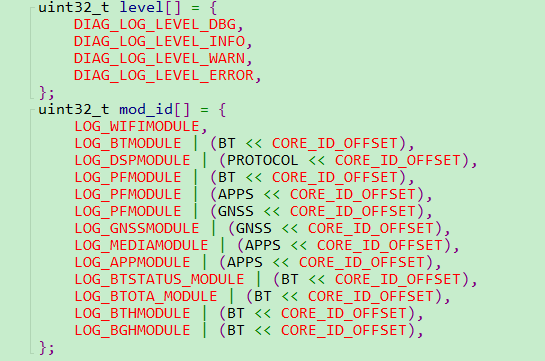 uint32_t level[] = {
    DIAG_LOG_LEVEL_DBG,
    DIAG_LOG_LEVEL_INFO,
    DIAG_LOG_LEVEL_WARN,
    DIAG_LOG_LEVEL_ERROR,
};
uint32_t mod_id[] = {
    LOG_WIFIMODULE,
    LOG_BTMODULE | (BT << CORE_ID_OFFSET),
    LOG_DSPMODULE | (PROTOCOL << CORE_ID_OFFSET),
    LOG_PFMODULE | (BT << CORE_ID_OFFSET),
    LOG_PFMODULE | (APPS << CORE_ID_OFFSET),
    LOG_PFMODULE | (GNSS << CORE_ID_OFFSET),
    LOG_GNSSMODULE | (GNSS << CORE_ID_OFFSET),
    LOG_MEDIAMODULE | (APPS << CORE_ID_OFFSET),
    LOG_APPMODULE | (APPS << CORE_ID_OFFSET),
    LOG_BTSTATUS_MODULE | (BT << CORE_ID_OFFSET),
    LOG_BTOTA_MODULE | (BT << CORE_ID_OFFSET),
    LOG_BTHMODULE | (BT << CORE_ID_OFFSET),
    LOG_BGHMODULE | (BT << CORE_ID_OFFSET),
};